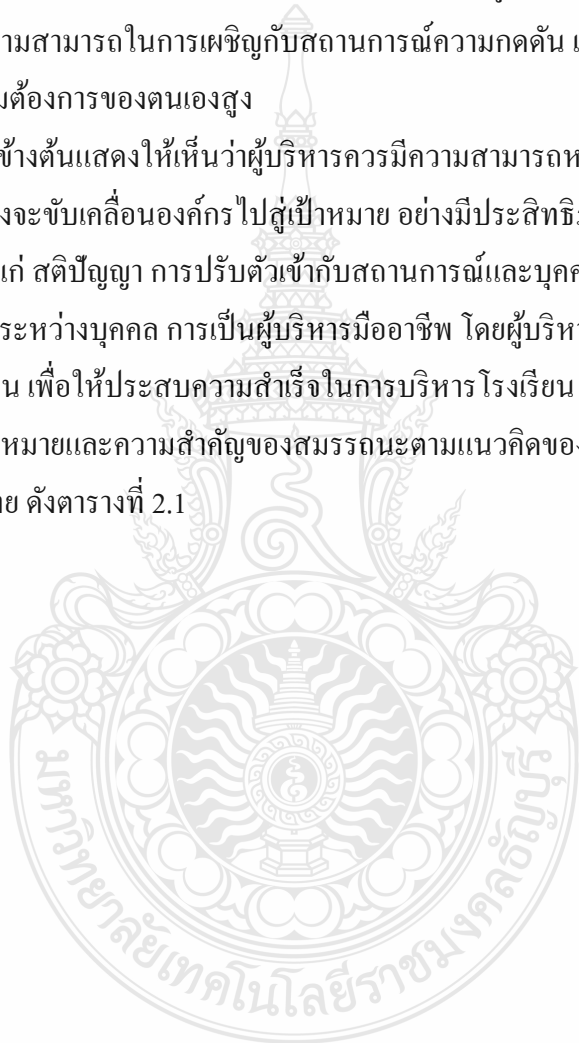 ามสามารถในการเผชิญกับสถานการณ์ความกดดัน
มต้องการของตนเองสูง
ข้างต้นแสดงให้เห็นว่าผู้บริหารควรมีความสามารถห
งจะขับเคลื่อนองค์กรไปสู่เป้าหมาย อย่างมีประสิทธิ
แก่ สติปัญญา การปรับตัวเข้ากับสถานการณ์และบุคค
ระหว่างบุคคล การเป็นผู้บริหารมืออาชีพ โดยผู้บริหา
น เพื่อให้ประสบความสำเร็จในการบริหารโรงเรียน
หมายและความสำคัญของสมรรถนะตามแนวคิดของ
าย ดังตารางที่ 2.1
มหาวิทยาลัยเทคโนโลยีราชมงคลธัญบุรี